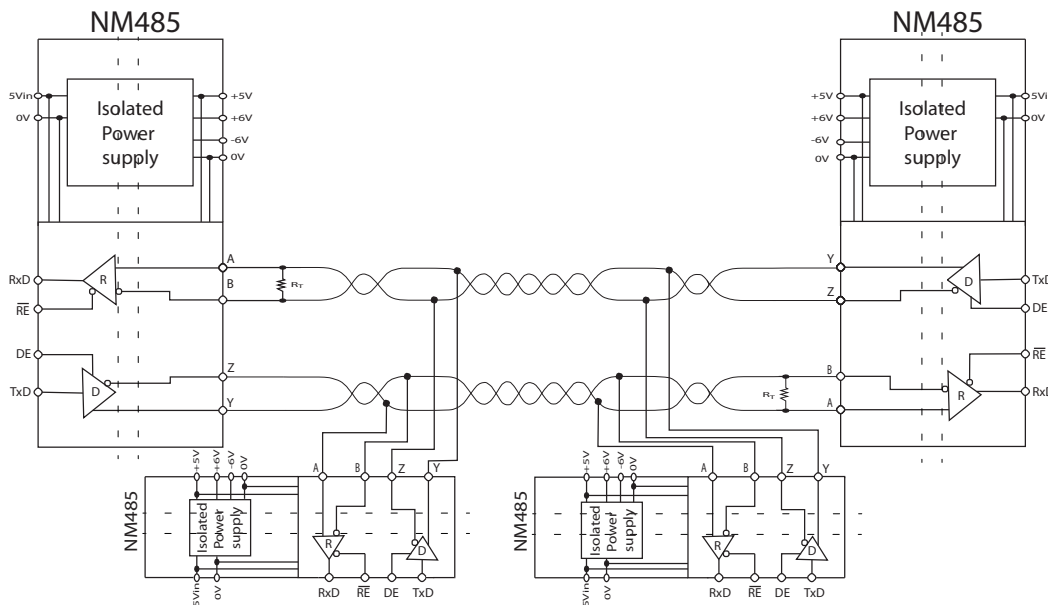 NM485
NM485
5Vin
0V
Isolated
Power
supply
+5V
+6V
-6V
0V
+5V
+6V
-6V
0V
Isolated
Power
supply
5Vin
0V
RxD
RE
R
A
B
RT
Y
Z
D
TxD
DE
DE
TxD
D
Z
Y
RT
B
A
R
RE
RxD
NM485
+5V
+6V
-6V
0V
Isolated
Power
supply
5Vin
0V
A
B
Z
Y
R
D
RxD
RE
DE
TxD
NM485
+5V
+6V
-6V
0V
Isolated
Power
supply
5Vin
0V
A
B
Z
Y
R
D
RxD
RE
DE
TxD